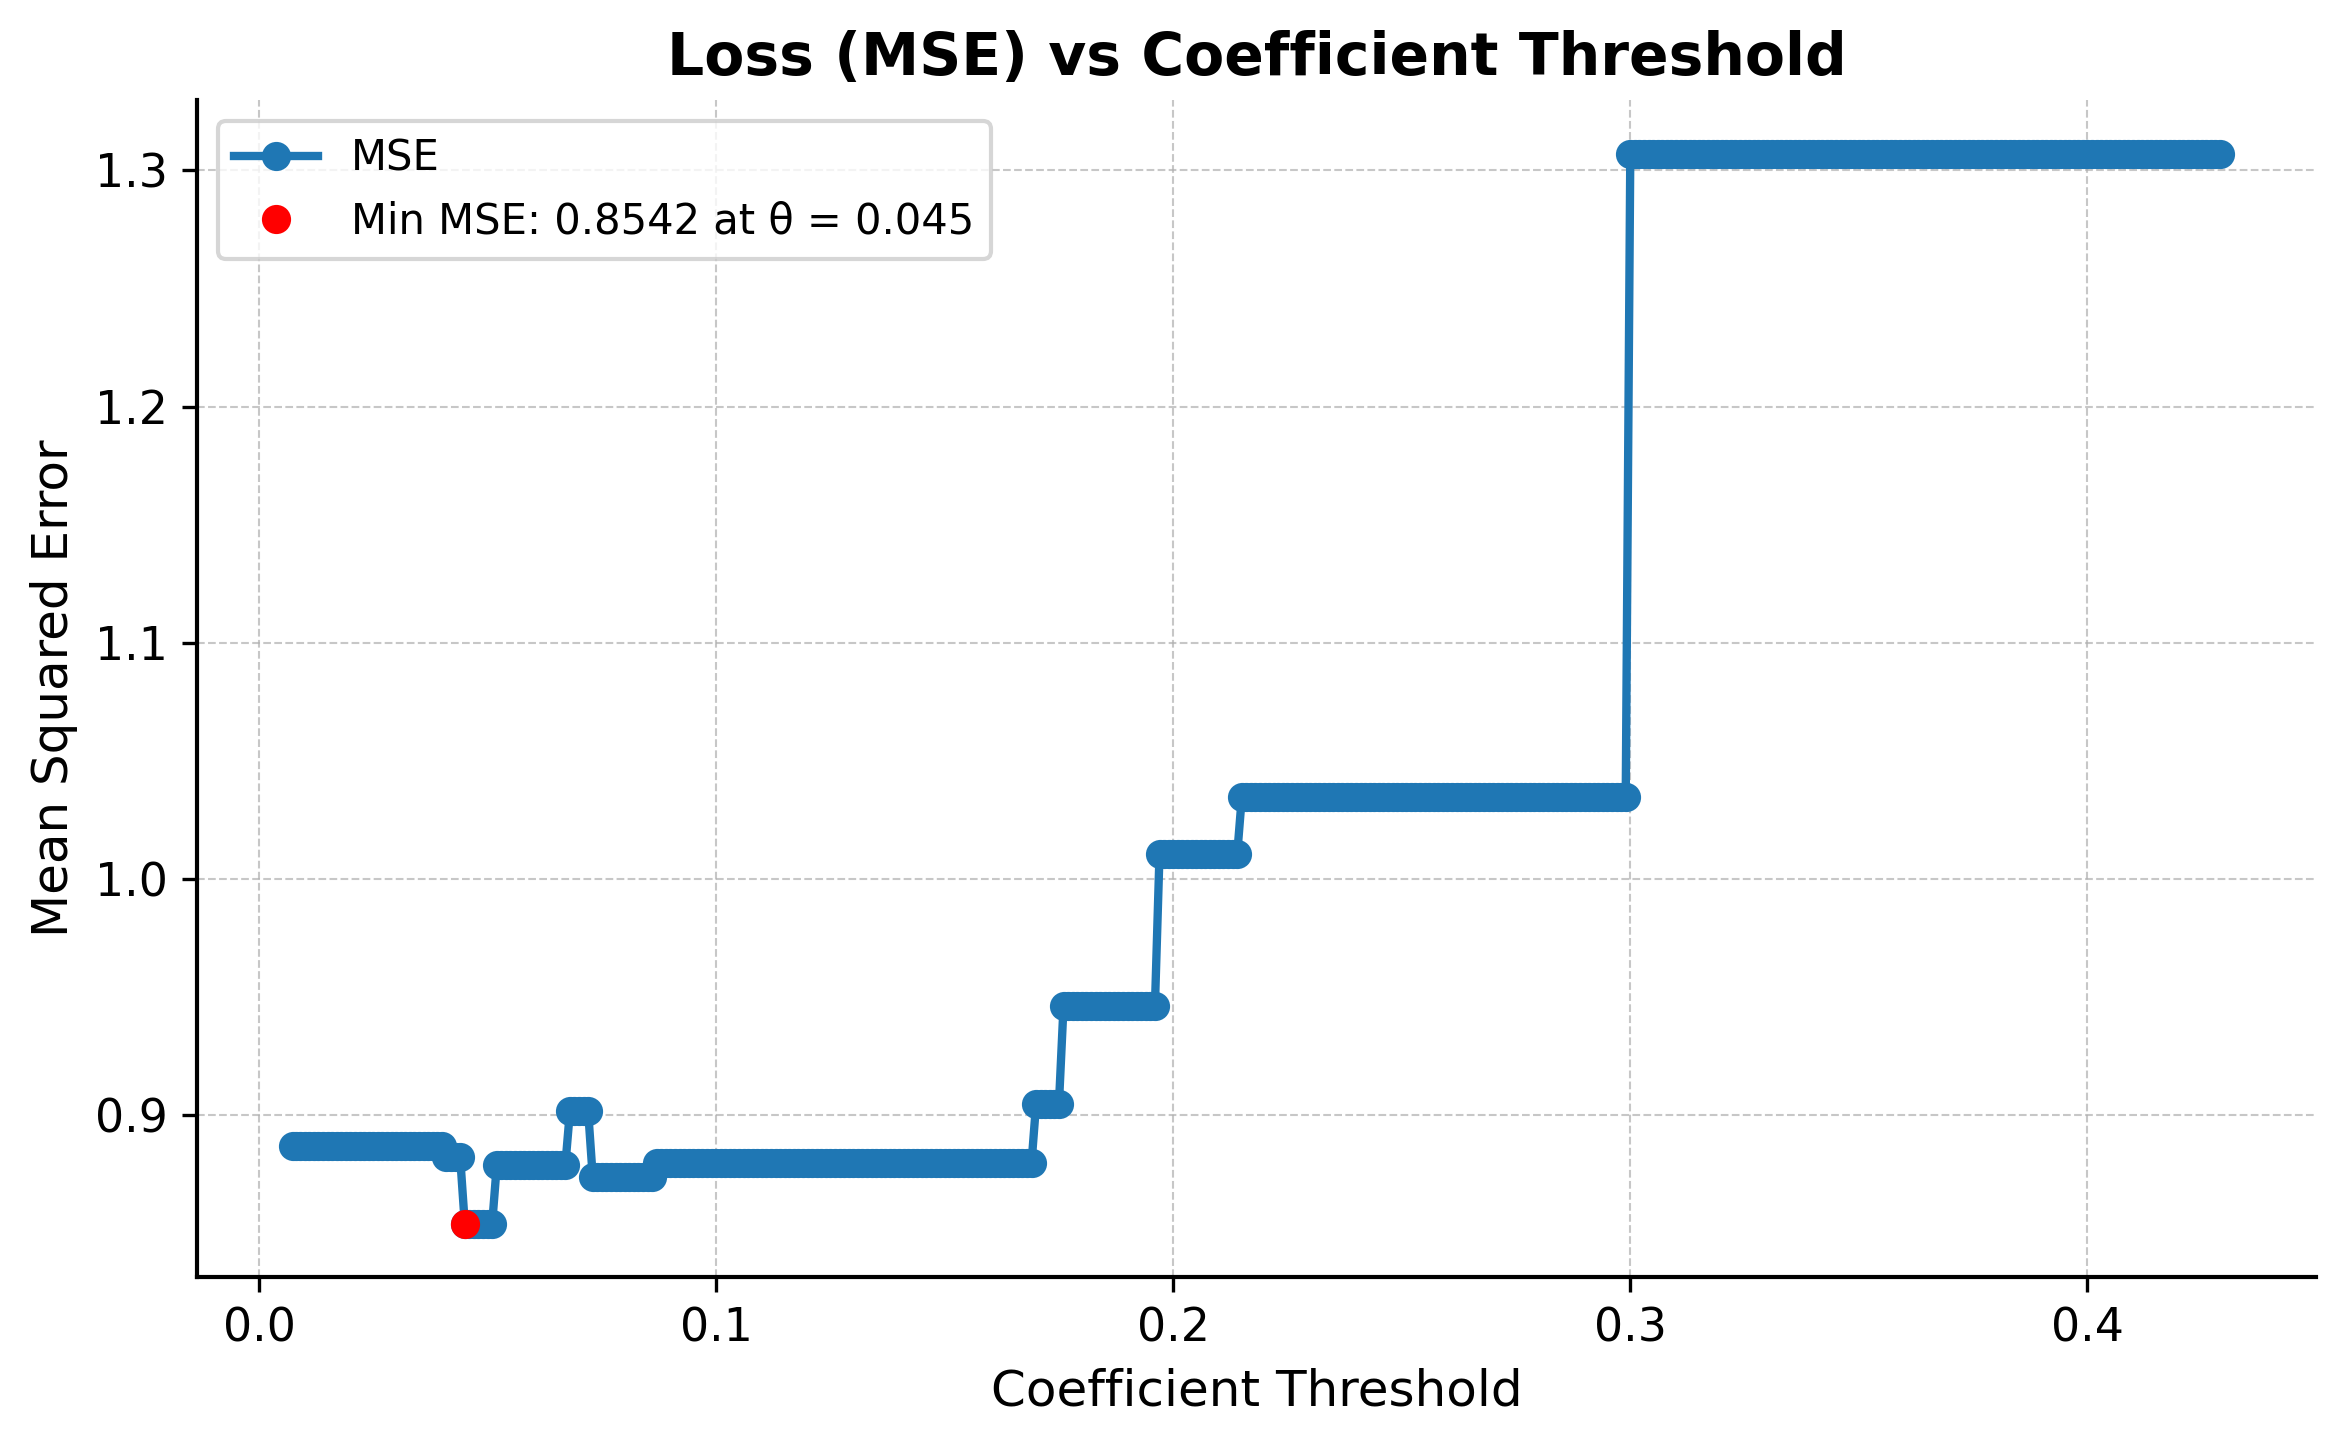 Loss (MSE) vs Coefficient Threshold
MSE
Min MSE: 0.8542 at θ = 0.045
Mean Squared Error
1.3
1.2
1.1
1.0
0.9
0.0 0.1 0.2 0.3 0.4
Coefficient Threshold